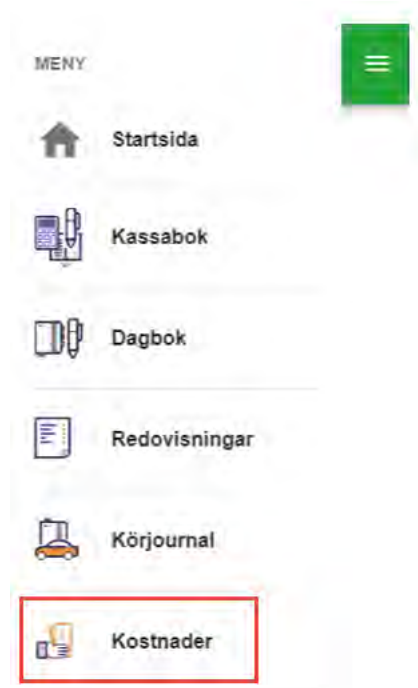 MENY
Startsida
Kassabok
Dagbok
Redovisningar
Körjournal
Kostnader